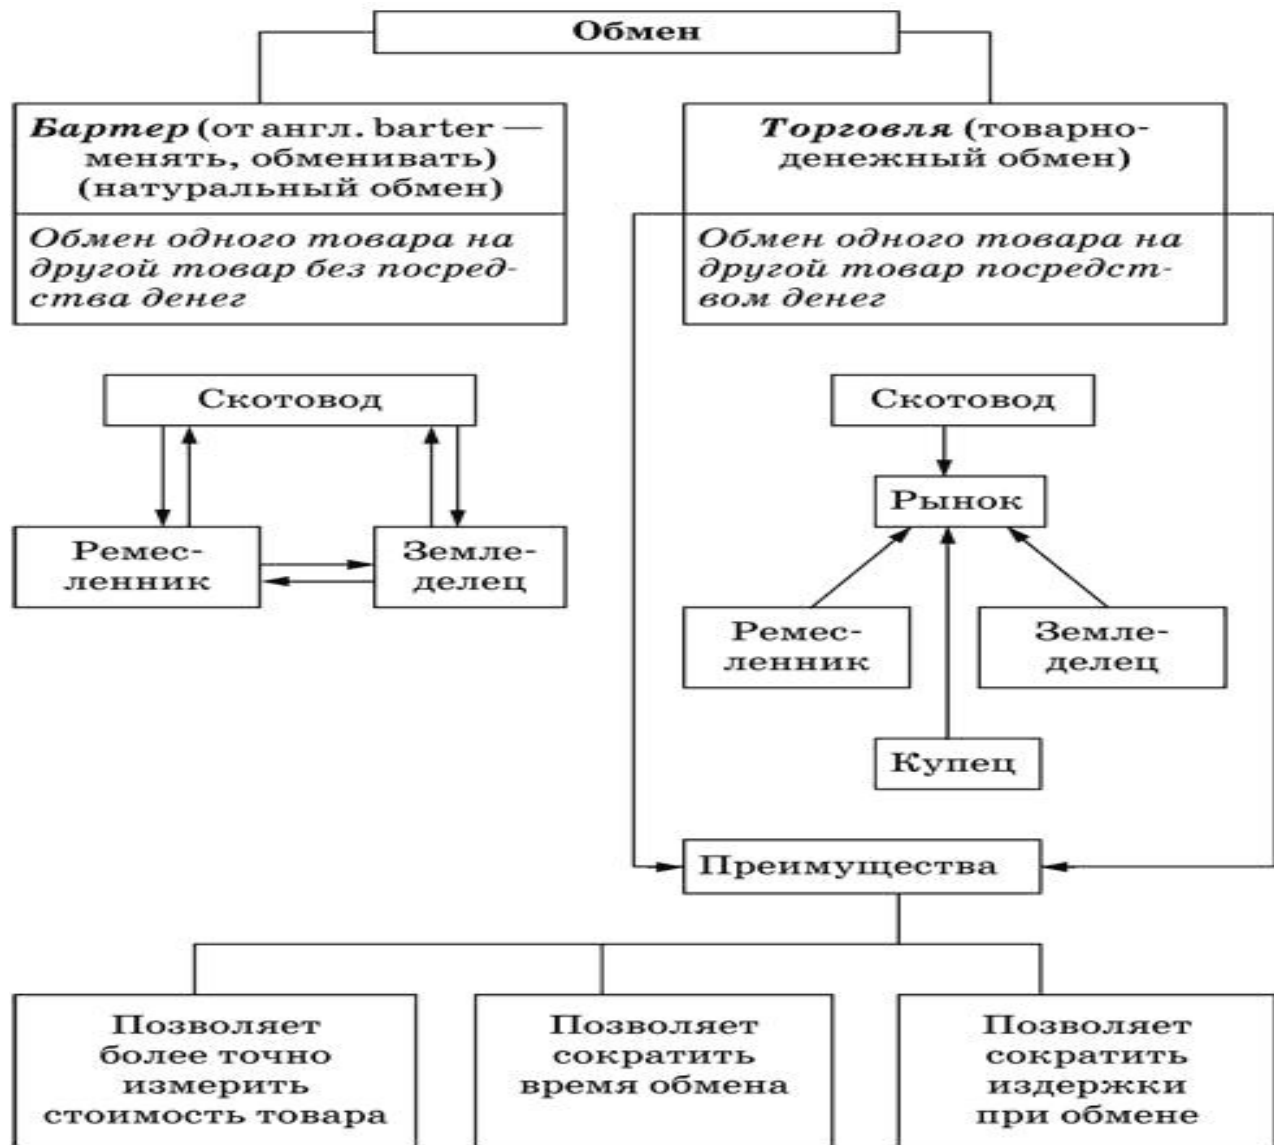 Обмен
Бартер (от англ. barter —
менять, обменивать)
(натуральный обмен)
Обмен одного товара на
другой товар без посред-
ства денег
Торговля (товарно-
денежный обмен)
Обмен одного товара на
другой товар посредст-
вом денег
Скотовод
Ремес-
ленник
Земле-
делец
Скотовод
Рынок
Ремес-
ленник
Земле-
делец
Купец
Преимущества
Позволяет
более точно
измерить
стоимость товара
Позволяет
сократить
время обмена
Позволяет
сократить
издержки
при обмене